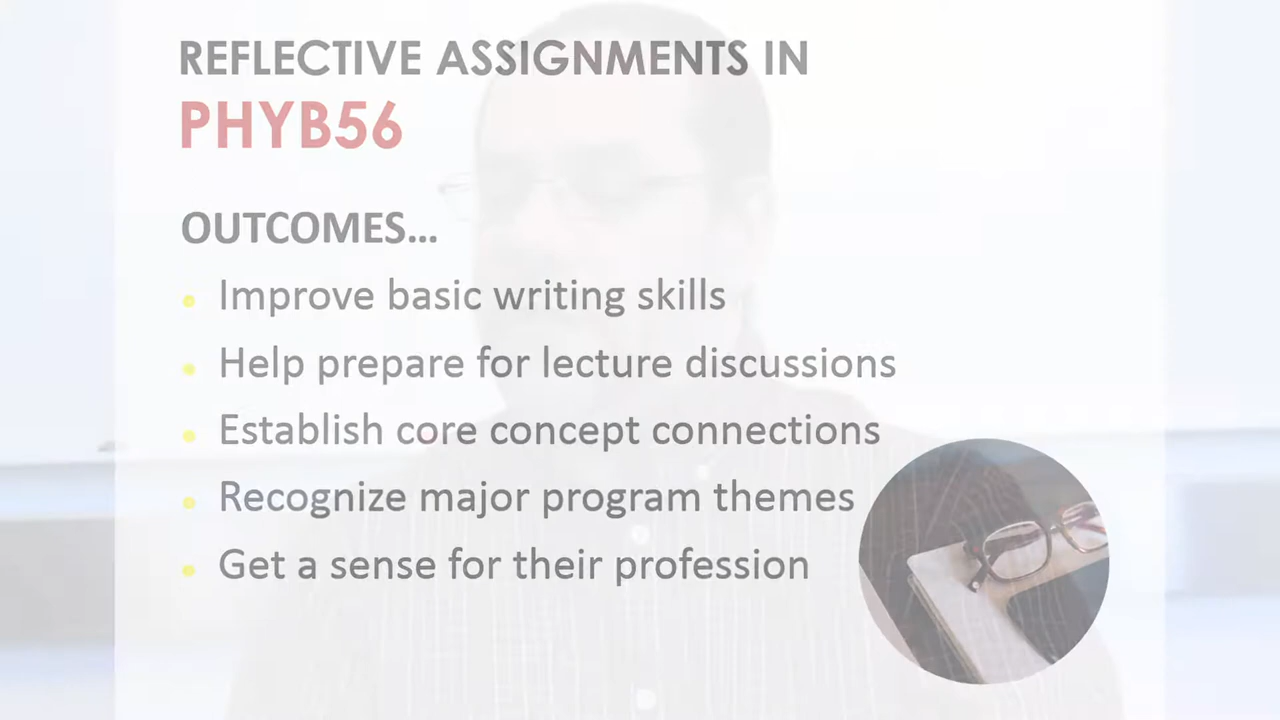 REFLECTIVE ASSIGNMENTS IN
PHYB56
OUTCOMES...
Improve basic writing skills
Help prepare for lecture discussions
Establish core concept connections
Recognize major program themes
Get a sense for their profession